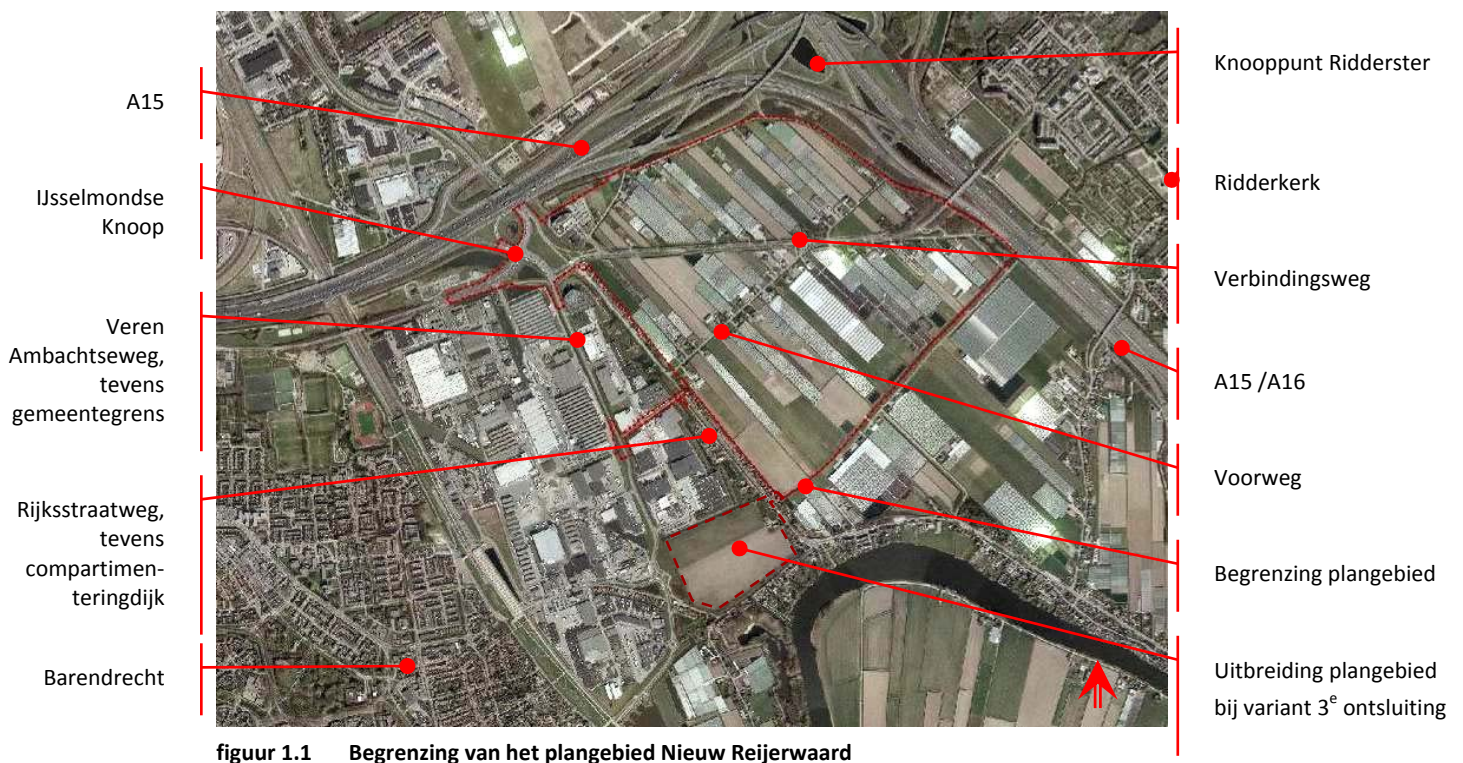 A15
IJsselmondse
Knoop
Veren
Ambachtseweg,
tevens
gemeentegrens
Rijksstraatweg,
tevens
compartimen-
teringdijk
Barendrecht
Knooppunt Ridderster
Ridderkerk
Verbindingsweg
A15 /A16
Voorweg
Begrenzing plangebied
Uitbreiding plangebied
bij variant 3e ontsluiting
figuur 1.1 Begrenzing van het plangebied Nieuw Reijerwaard